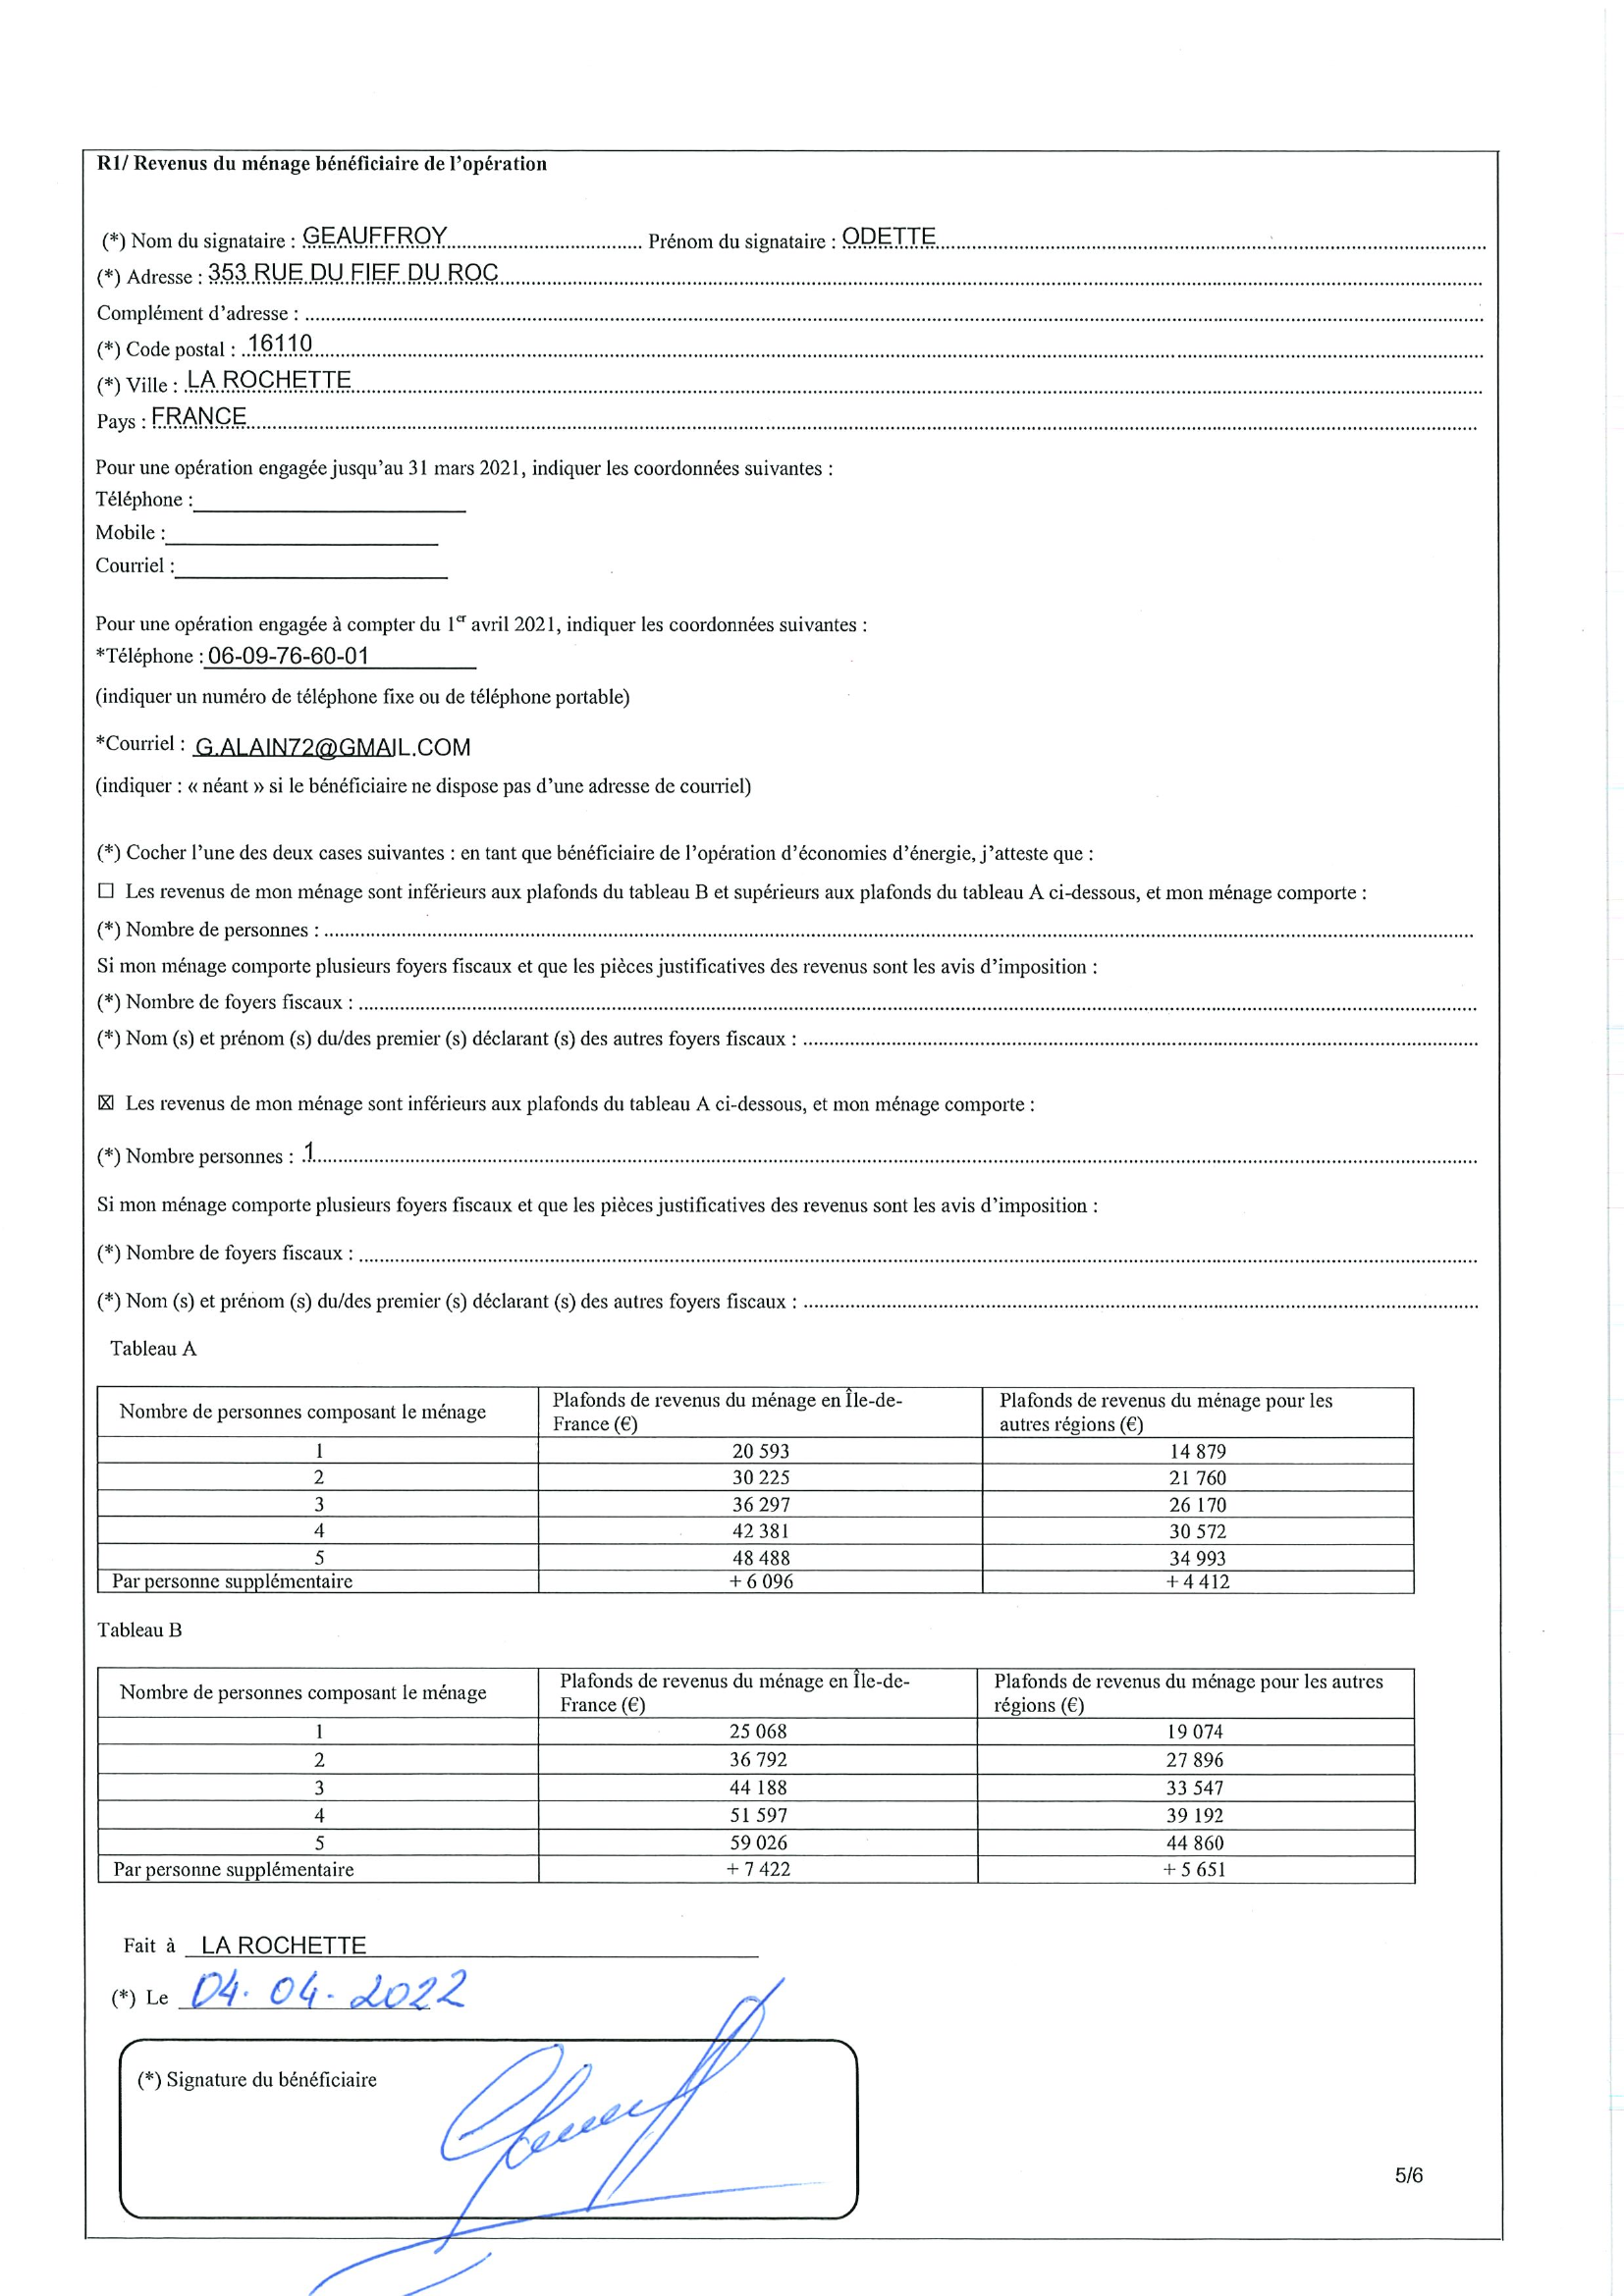 R1/ Revenus du ménage bénéficiaire de l'opération
(*) Nom du signataire : GEAUFFROY Prénom du signataire : ODETTE
(*) Adresse : 353 RUE DU FIEF DU ROC
Complément d'adresse :
(*) Code postal : 16110
(*) Ville : LA ROCHETTE
Pays : FRANCE
Pour une opération engagée jusqu'au 31 mars 2021, indiquer les coordonnées suivantes :
Téléphone :
Mobile :
Courriel :
Pour une opération engagée à compter du 1er avril 2021, indiquer les coordonnées suivantes :
*Téléphone : 06-09-76-60-01
(indiquer un numéro de téléphone fixe ou de téléphone portable)
*Courriel : G.ALAIN72@GMAIL.COM
(indiquer : « néant » si le bénéficiaire ne dispose pas d'une adresse de courriel)
(*) Cocher l'une des deux cases suivantes : en tant que bénéficiaire de l'opération d'économies d'énergie, j'atteste que :
☐ Les revenus de mon ménage sont inférieurs aux plafonds du tableau B et supérieurs aux plafonds du tableau A ci-dessous, et mon ménage comporte :
(*) Nombre de personnes :
Si mon ménage comporte plusieurs foyers fiscaux et que les pièces justificatives des revenus sont les avis d'imposition :
(*) Nombre de foyers fiscaux :
(*) Nom (s) et prénom (s) du/des premier (s) déclarant (s) des autres foyers fiscaux :
☒ Les revenus de mon ménage sont inférieurs aux plafonds du tableau A ci-dessous, et mon ménage comporte :
(*) Nombre personnes : 1
Si mon ménage comporte plusieurs foyers fiscaux et que les pièces justificatives des revenus sont les avis d'imposition :
(*) Nombre de foyers fiscaux :
(*) Nom (s) et prénom (s) du/des premier (s) déclarant (s) des autres foyers fiscaux :
Tableau A
Nombre de personnes composant le ménage Plafonds de revenus du ménage en Île-de-France (€) Plafonds de revenus du ménage pour les autres régions (€)
1 20 593 14 879
2 30 225 21 760
3 36 297 26 170
4 42 381 30 572
5 48 488 34 993
Par personne supplémentaire + 6 096 + 4 412
Tableau B
Nombre de personnes composant le ménage Plafonds de revenus du ménage en Île-de-France (€) Plafonds de revenus du ménage pour les autres régions (€)
1 25 068 19 074
2 36 792 27 896
3 44 188 33 547
4 51 597 39 192
5 59 026 44 860
Par personne supplémentaire + 7 422 + 5 651
Fait à LA ROCHETTE
(*) Le 04.04.2022
(*) Signature du bénéficiaire
5/6